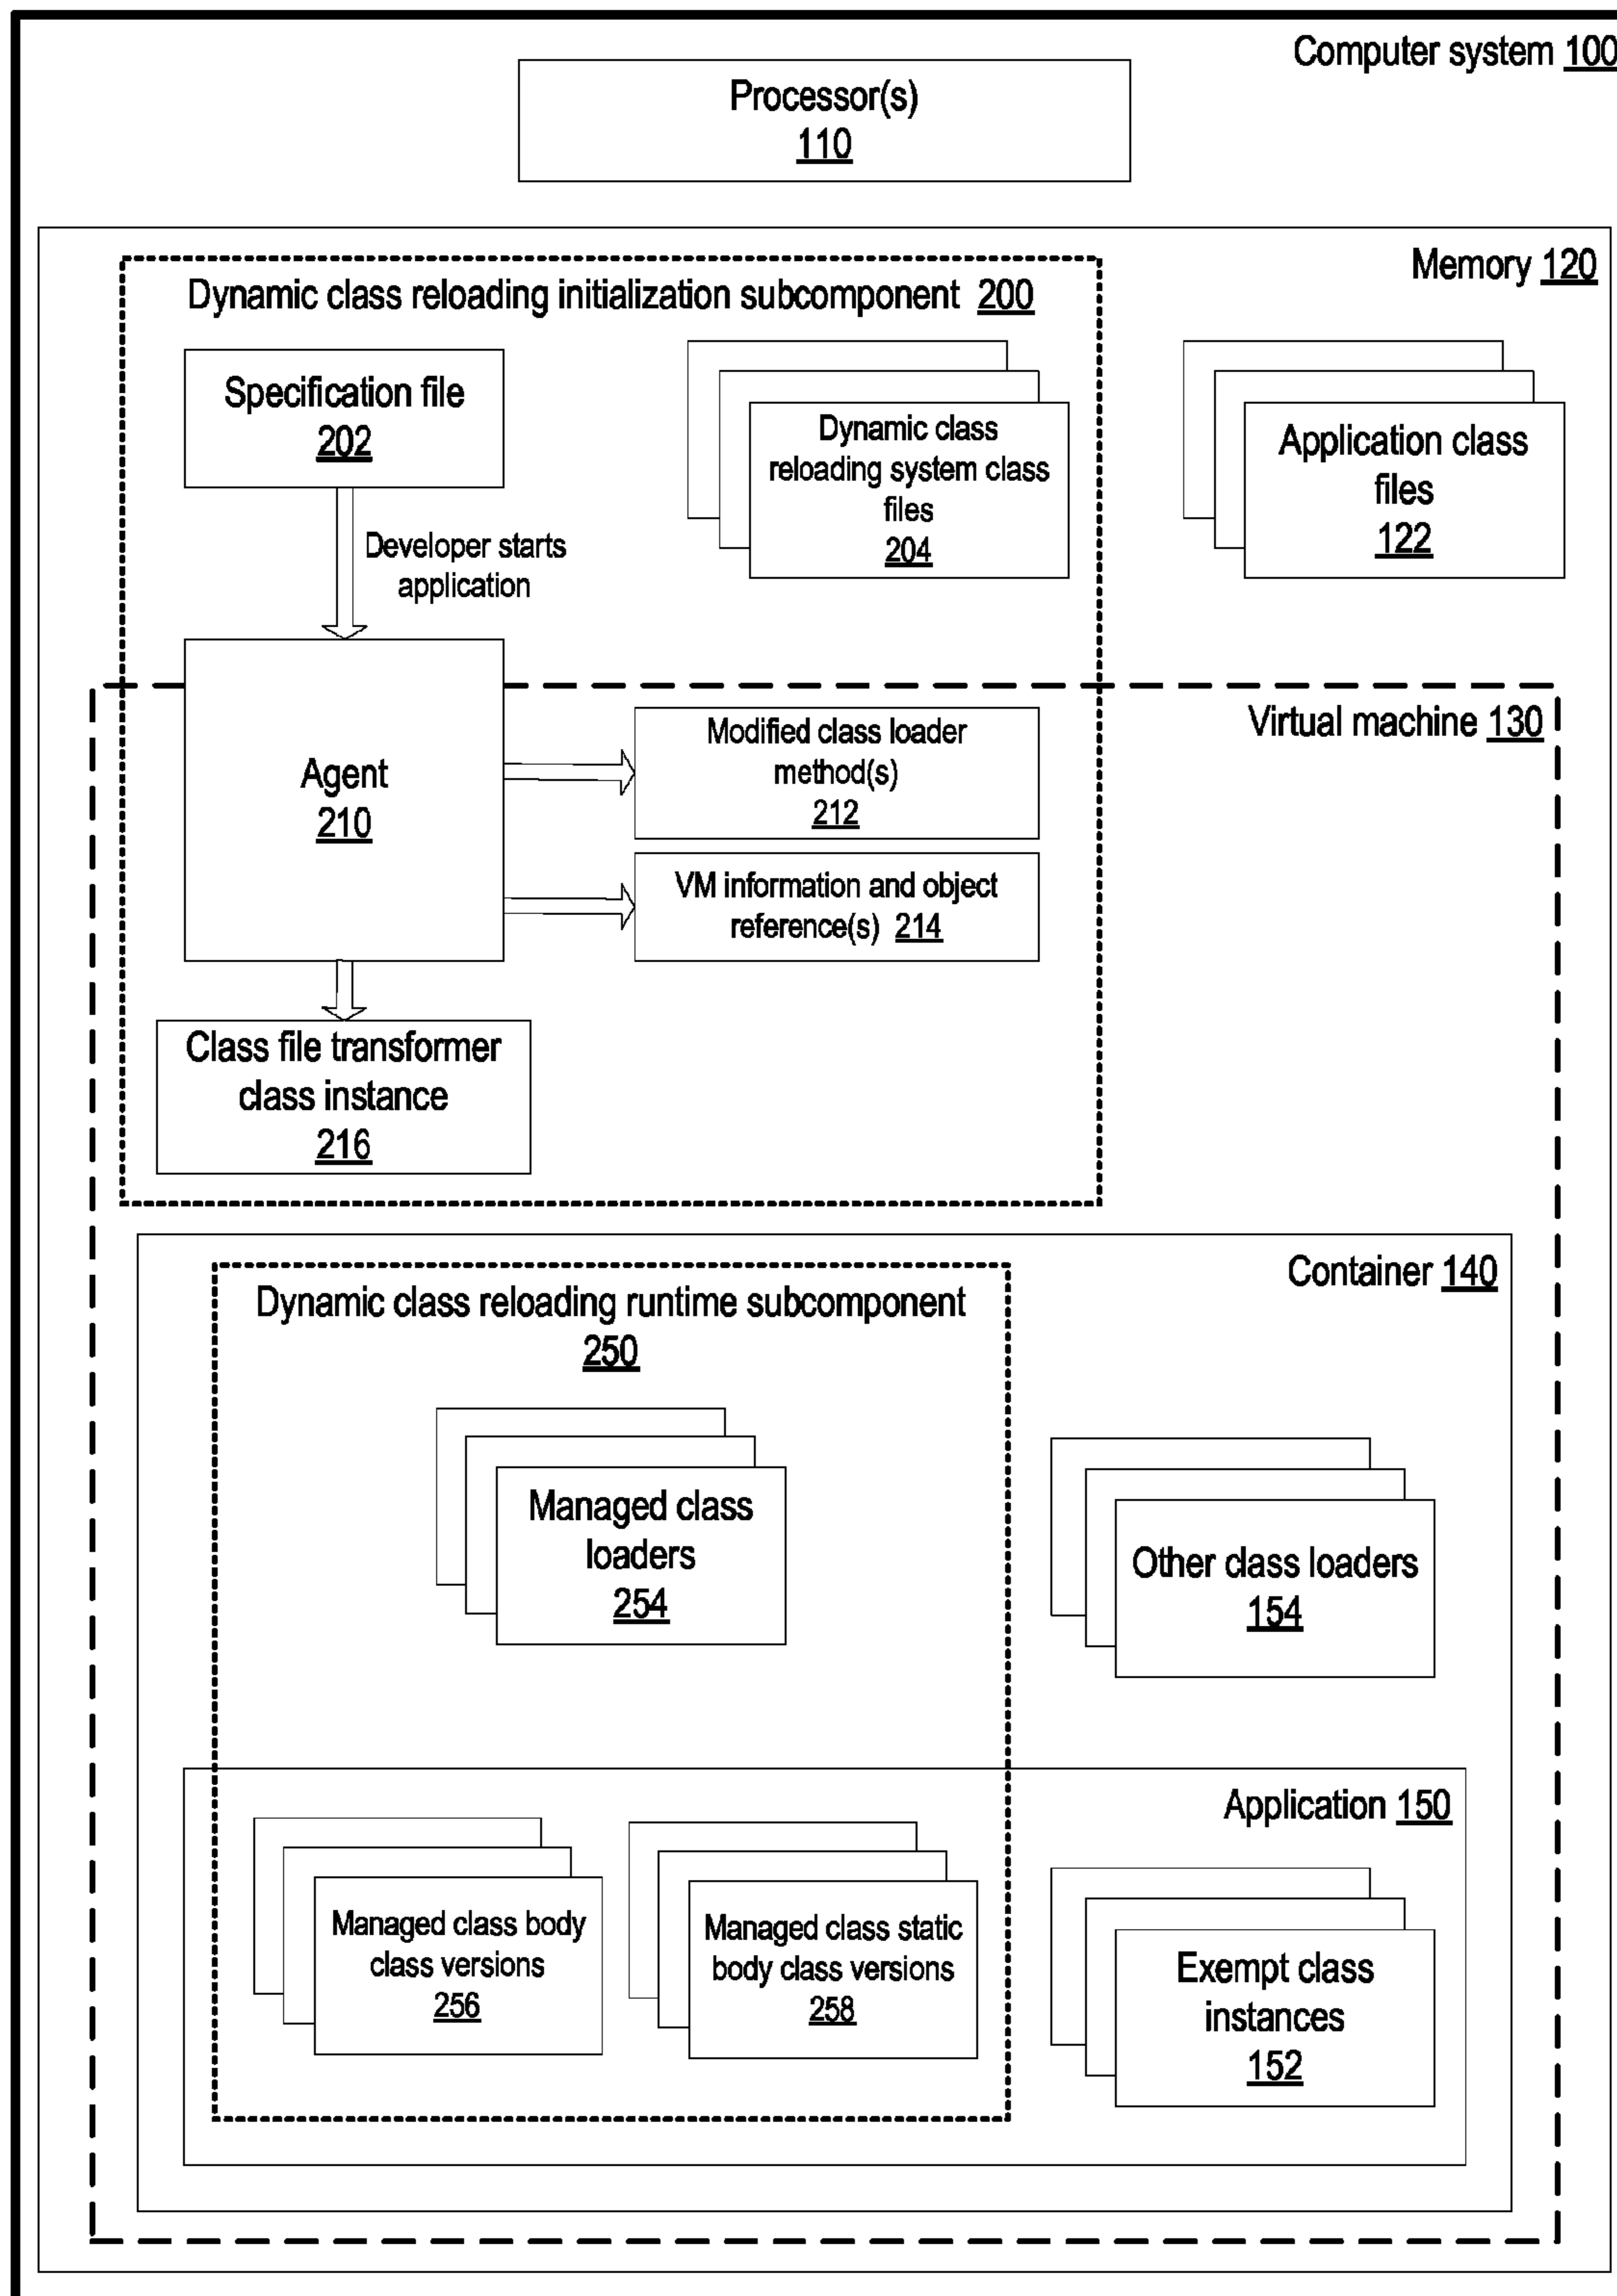 Computer system 100
Processor(s)
110
Memory 120
Dynamic class reloading initialization subcomponent 200
Specification file
202
Dynamic class
reloading system class
files
204
Application class
files
122
Developer starts
application
Virtual machine 130
Agent
210
Modified class loader
method(s)
212
VM information and object
reference(s) 214
Class file transformer
class instance
216
Container 140
Dynamic class reloading runtime subcomponent
250
Managed class
loaders
254
Other class loaders
154
Application 150
Managed class body
class versions
256
Managed class static
body class versions
258
Exempt class
instances
152